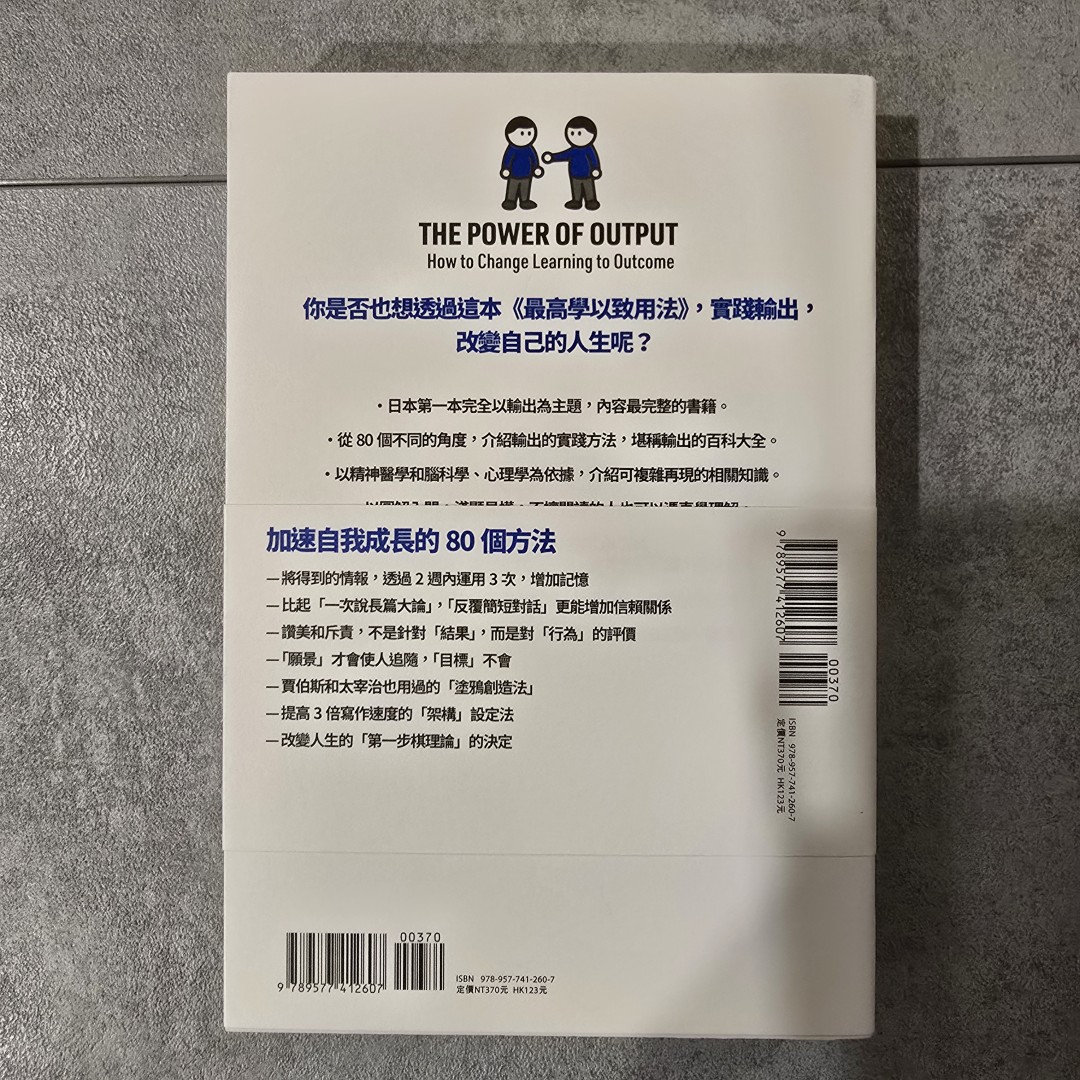 THE POWER OF OUTPUT
How to Change Learning to Outcome
你是否也想透過這本《最高學以致用法》，實踐輸出，
改變自己的人生呢？
・日本第一本完全以輸出為主題，內容最完整的書籍。
・從 80 個不同的角度，介紹輸出的實踐方法，堪稱輸出的百科大全。
・以精神醫學和腦科學、心理學為依據，介紹可複雜再現的相關知識。
加速自我成長的 80 個方法
—將得到的情報，透過 2 週內運用 3 次，增加記憶
—比起「一次說長篇大論」，「反覆簡短對話」更能增加信賴關係
—讚美和斥責，不是針對「結果」，而是對「行為」的評價
—「願景」才會使人追隨，「目標」不會
—賈伯斯和太宰治也用過的「塗鴉創造法」
—提高 3 倍寫作速度的「架構」設定法
—改變人生的「第一步棋理論」的決定
9 789577 412607
00370
ISBN 978-957-741-260-7
定價NT370元 HK123元
9 789577 412607
00370
ISBN 978-957-741-260-7
定價NT370元 HK123元